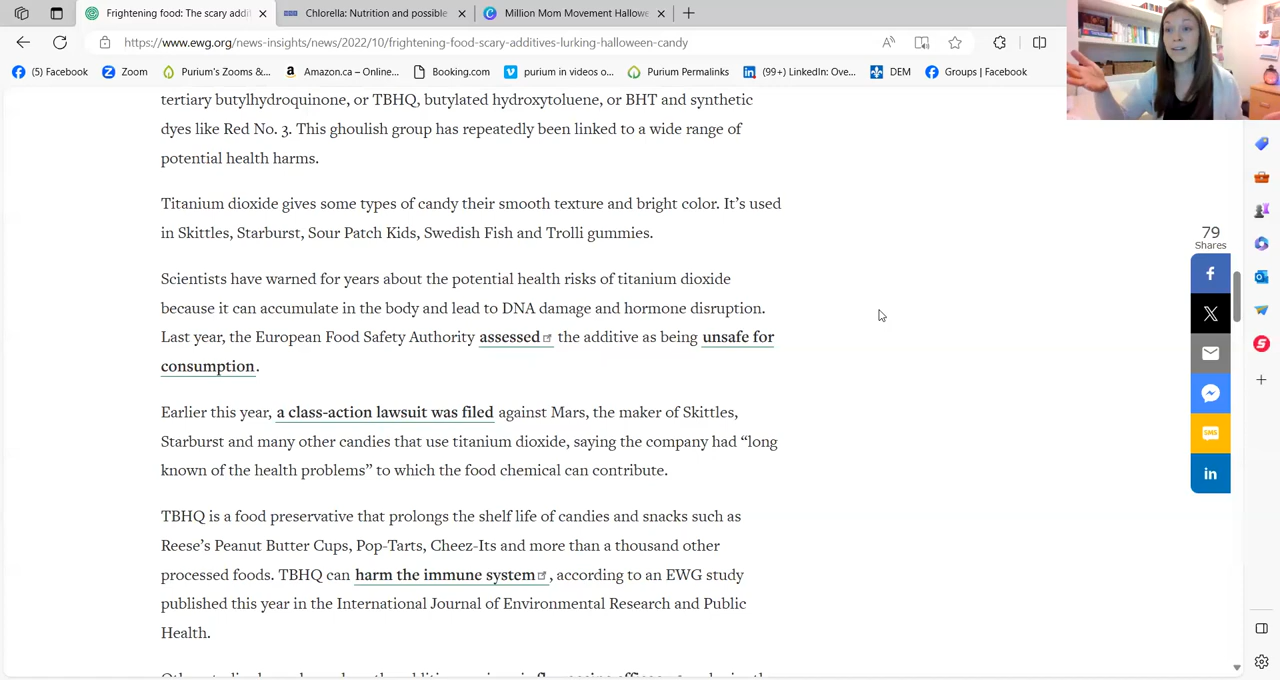 Frightening food: The scary addi
Chlorella: Nutrition and possible
Million Mom Movement Hallowe
https://www.ewg.org/news-insights/news/2022/10/frightening-food-scary-additives-lurking-halloween-candy
(5) Facebook
Zoom
Purium's Zooms &...
Amazon.ca – Online...
Booking.com
purium in videos o...
Purium Permalinks
(99+) LinkedIn: Ove...
DEM
Groups | Facebook
tertiary butylhydroquinone, or TBHQ, butylated hydroxytoluene, or BHT and synthetic
dyes like Red No. 3. This ghoulish group has repeatedly been linked to a wide range of
potential health harms.
Titanium dioxide gives some types of candy their smooth texture and bright color. It's used
in Skittles, Starburst, Sour Patch Kids, Swedish Fish and Trolli gummies.
Scientists have warned for years about the potential health risks of titanium dioxide
because it can accumulate in the body and lead to DNA damage and hormone disruption.
Last year, the European Food Safety Authority assessed the additive as being unsafe for
consumption.
Earlier this year, a class-action lawsuit was filed against Mars, the maker of Skittles,
Starburst and many other candies that use titanium dioxide, saying the company had "long
known of the health problems" to which the food chemical can contribute.
TBHQ is a food preservative that prolongs the shelf life of candies and snacks such as
Reese's Peanut Butter Cups, Pop-Tarts, Cheez-Its and more than a thousand other
processed foods. TBHQ can harm the immune system, according to an EWG study
published this year in the International Journal of Environmental Research and Public
Health.
79
Shares
SMS
in